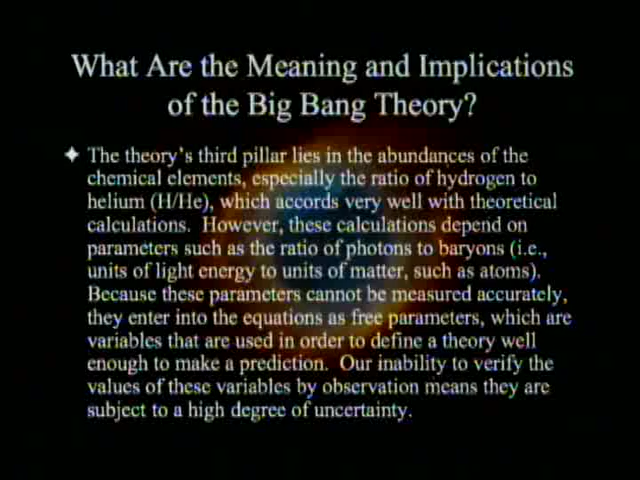 What Are the Meaning and Implications
of the Big Bang Theory?
The theory's third pillar lies in the abundances of the
chemical elements, especially the ratio of hydrogen to
helium (H/He), which accords very well with theoretical
calculations. However, these calculations depend on
parameters such as the ratio of photons to baryons (i.e.,
units of light energy to units of matter, such as atoms).
Because these parameters cannot be measured accurately,
they enter into the equations as free parameters, which are
variables that are used in order to define a theory well
enough to make a prediction. Our inability to verify the
values of these variables by observation means they are
subject to a high degree of uncertainty.